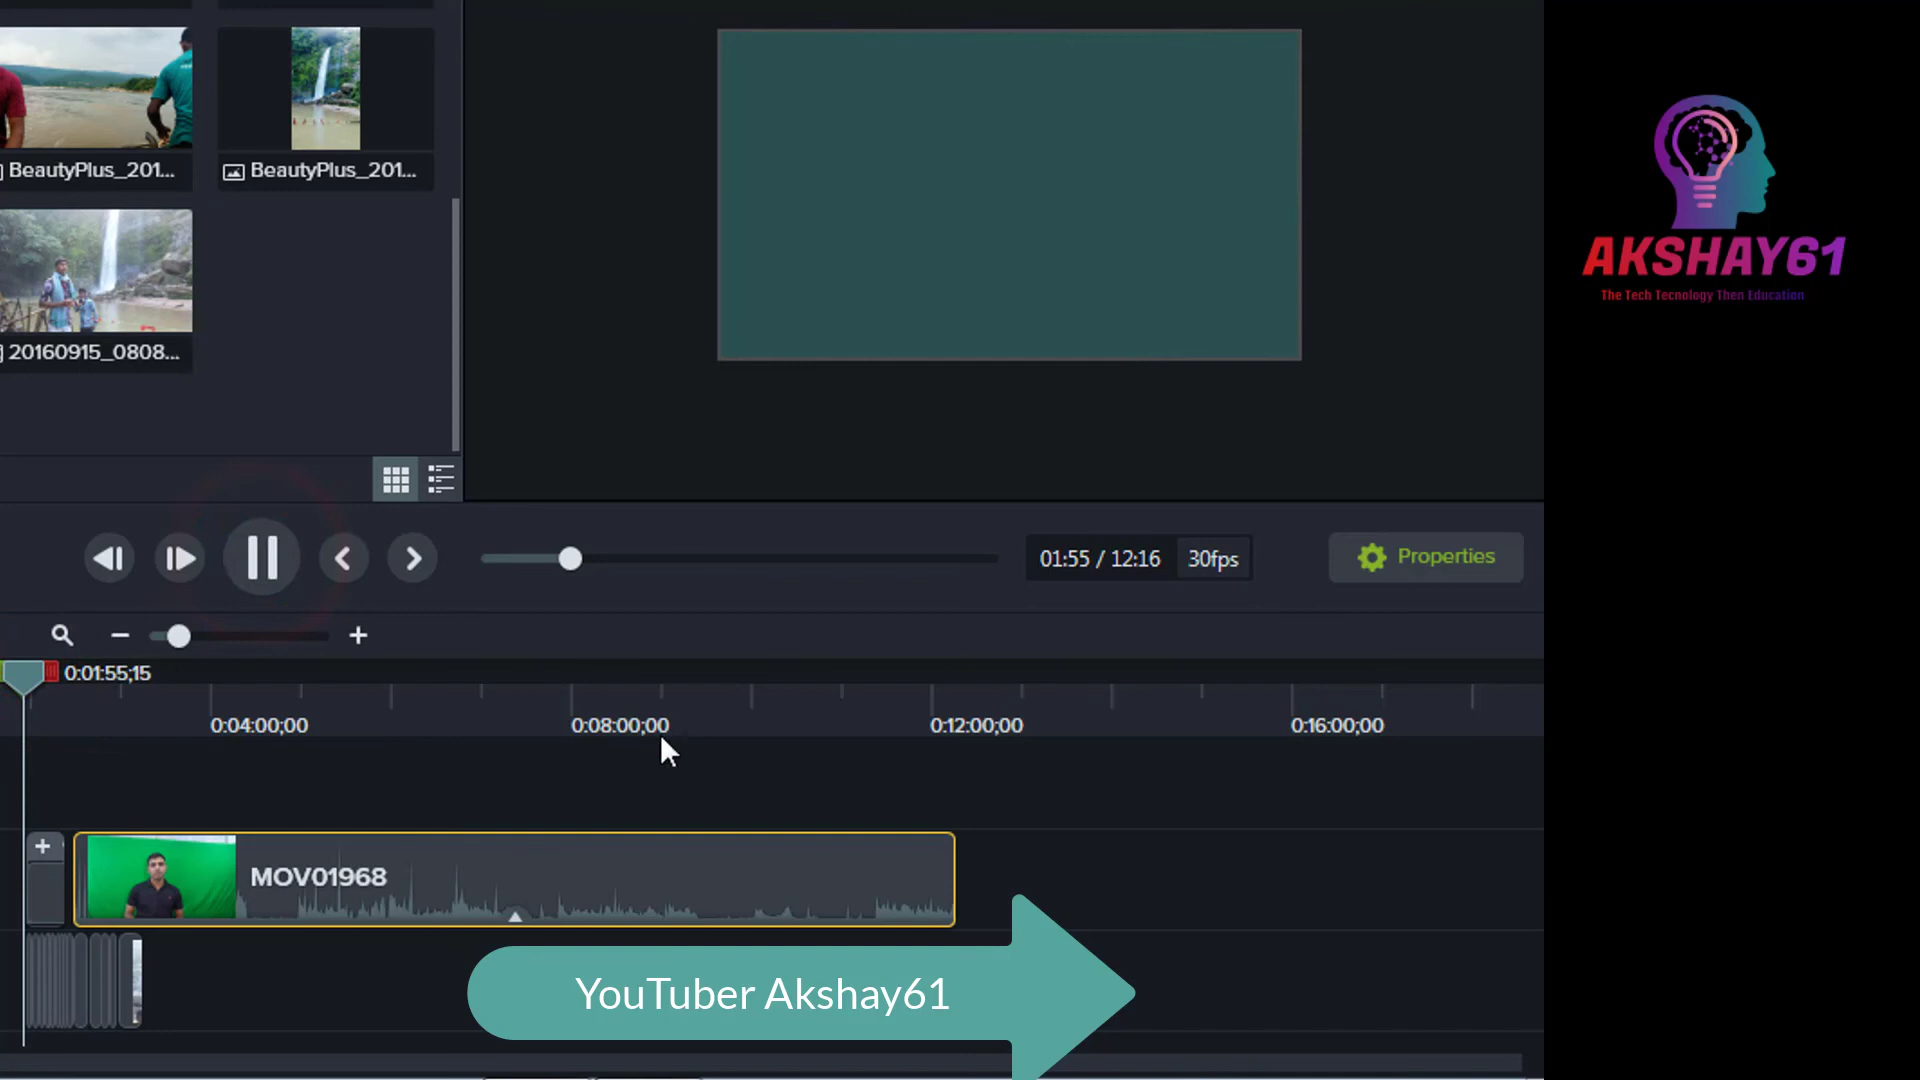 BeautyPlus_201...
BeautyPlus_201...
20160915_0808...
AKSHAY61
The Tech Tecnology Then Education
01:55 / 12:16
30fps
Properties
0:01:55;15
0:04:00;00
0:08:00;00
0:12:00;00
0:16:00;00
MOV01968
YouTuber Akshay61